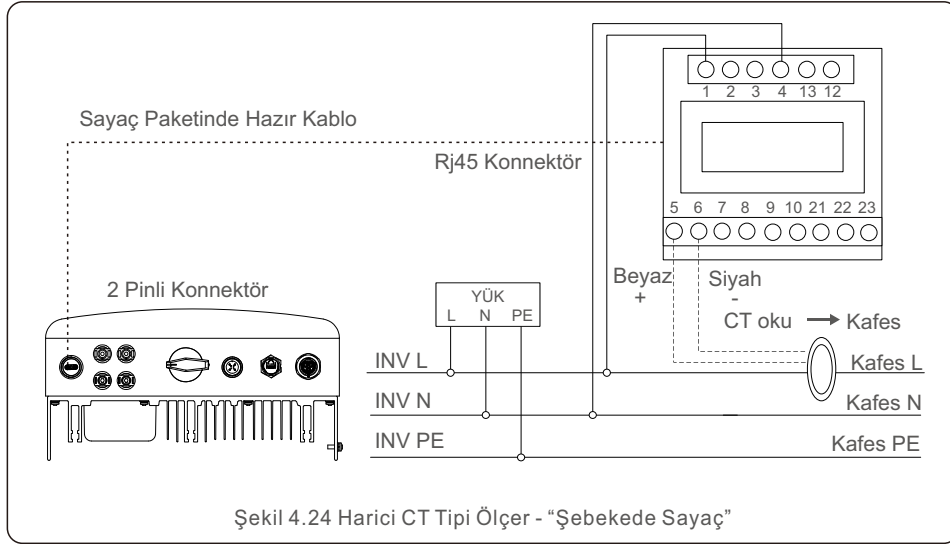 1 2 3 4 13 12
Sayaç Paketinde Hazır Kablo
Rj45 Konnektör
5 6 7 8 9 10 21 22 23
2 Pinli Konnektör
Beyaz
+
Siyah
-
CT oku → Kafes
YÜK
L N PE
INV L
Kafes L
INV N
Kafes N
INV PE
Kafes PE
Şekil 4.24 Harici CT Tipi Ölçer - “Şebekede Sayaç”